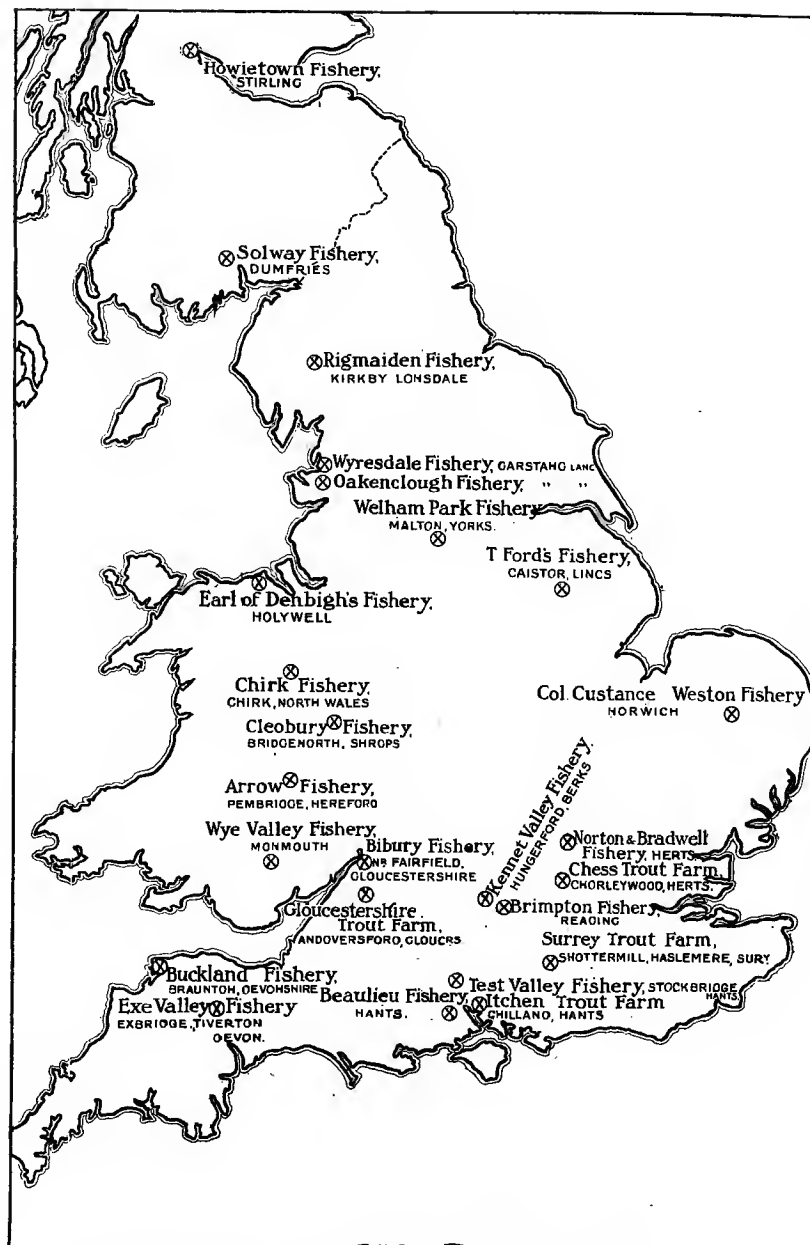 Howietown Fishery,
STIRLING
Solway Fishery,
DUMFRIES
Rigmaiden Fishery,
KIRKBY LONSDALE
Wyresdale Fishery, GARSTANG LANC
Oakenclough Fishery, " "
Welham Park Fishery
MALTON, YORKS.
T Ford's Fishery,
CAISTOR, LINCS
Earl of Denbigh's Fishery,
HOLYWELL
Chirk Fishery,
CHIRK, NORTH WALES
Col. Custance Weston Fishery
NORWICH
Cleobury Fishery,
BRIDGENORTH, SHROPS
Arrow Fishery,
PEMBRIDGE, HEREFORD
Kennet Valley Fishery,
HUNGERFORD, BERKS
Wye Valley Fishery,
MONMOUTH
Bibury Fishery,
NR FAIRFIELD,
GLOUCESTERSHIRE
Norton & Bradwell
Fishery, HERTS
Chess Trout Farm,
CHORLEYWOOD, HERTS.
Gloucestershire
Trout Farm,
ANDOVERSFORD, GLOUCRS
Brimpton Fishery,
READING
Surrey Trout Farm,
SHOTTERMILL, HASLEMERE, SURY
Buckland Fishery,
BRAUNTON, DEVONSHIRE
Exe Valley Fishery
EXBRIDGE, TIVERTON
DEVON.
Beaulieu Fishery,
HANTS.
Test Valley Fishery, STOCKBRIDGE
HANTS.
Itchen Trout Farm
CHILLAND, HANTS